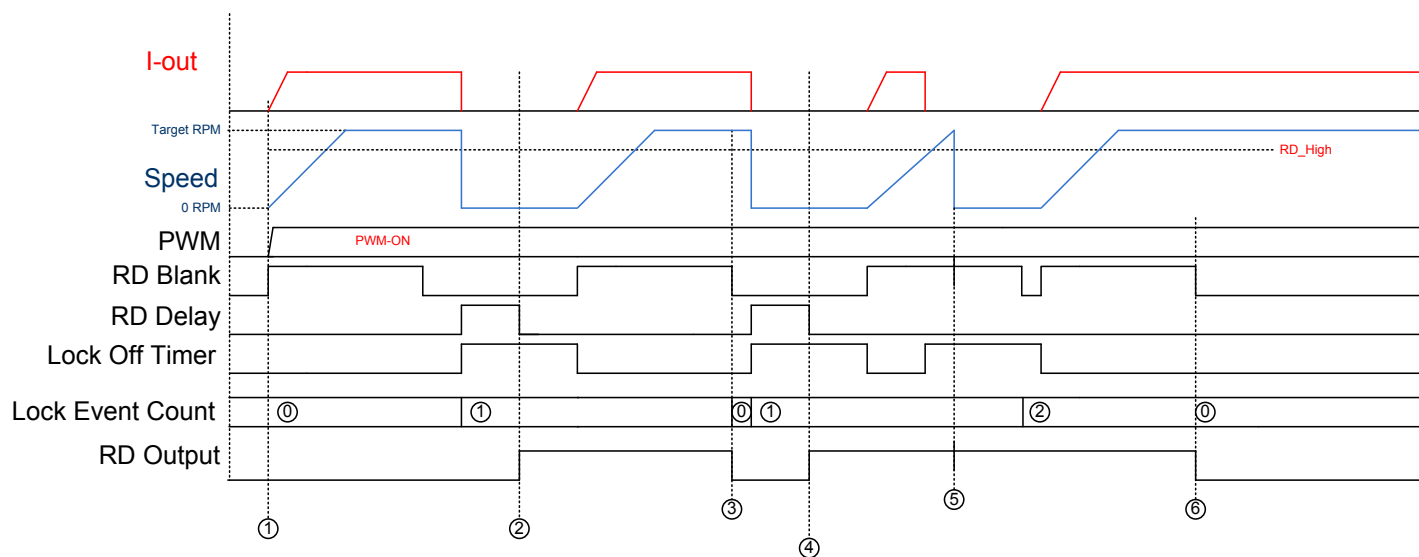 I-out
Target RPM
RD_High
Speed
0 RPM
PWM
PWM-ON
RD Blank
RD Delay
Lock Off Timer
Lock Event Count
⓪ ① ⓪ ① ② ⓪
RD Output
① ② ③ ④ ⑤ ⑥